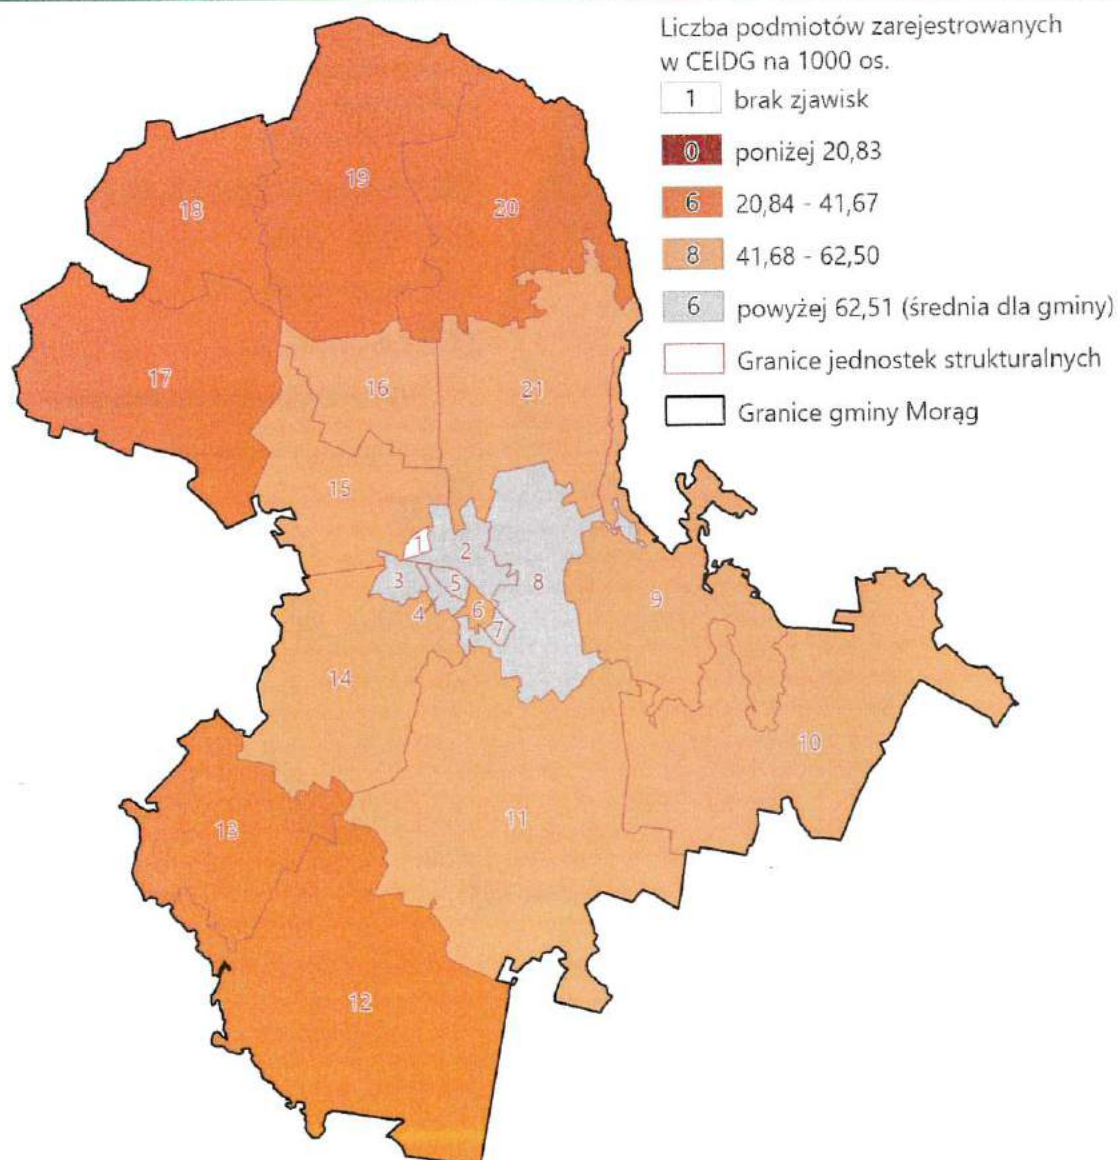 Liczba podmiotów zarejestrowanych
w CEIDG na 1000 os.
1 brak zjawisk
0 poniżej 20,83
6 20,84 - 41,67
8 41,68 - 62,50
6 powyżej 62,51 (średnia dla gminy)
Granice jednostek strukturalnych
Granice gminy Morąg
19
18
20
17
16
21
15
1
2
3
5
8
4
6
7
9
14
10
11
13
12